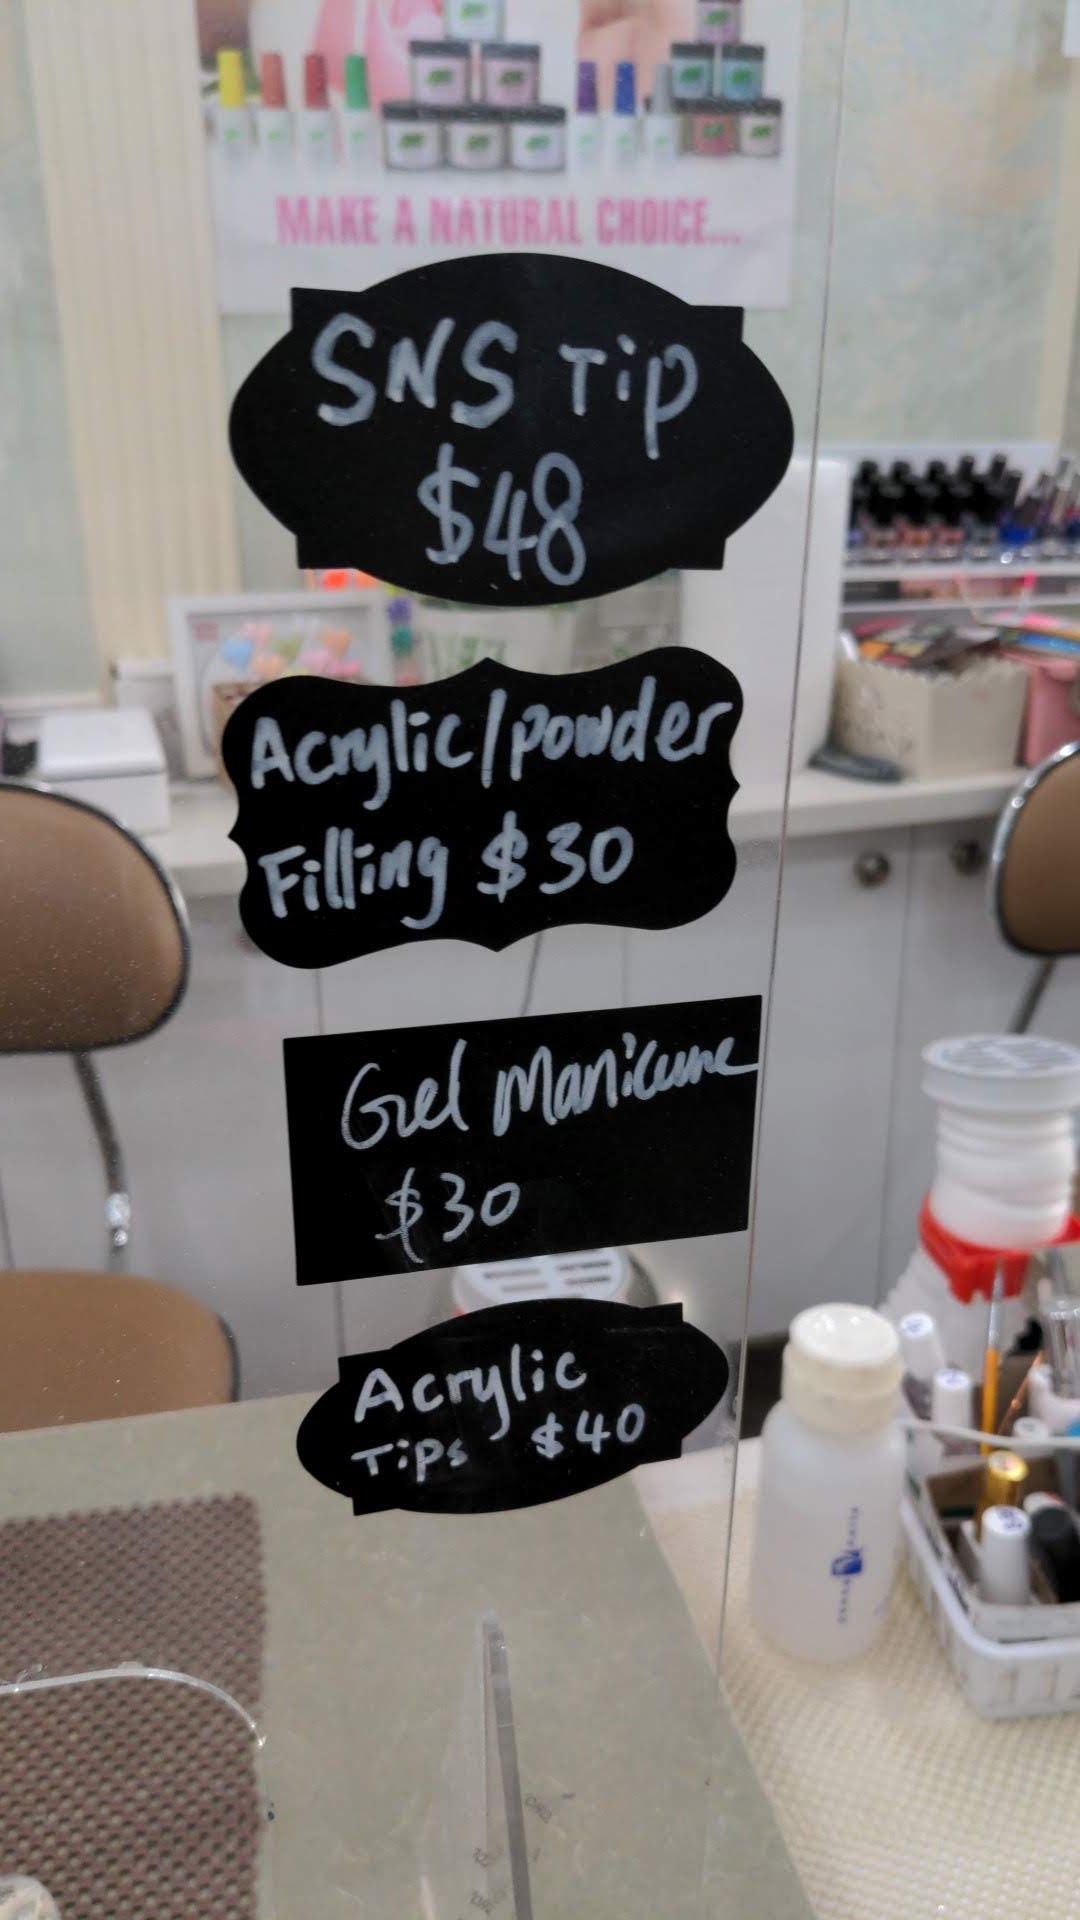 MAKE A NATURAL CHOICE...
SNS Tip
$48
Acrylic/powder
Filling $30
Gel Manicure
$30
Acrylic
Tips $40